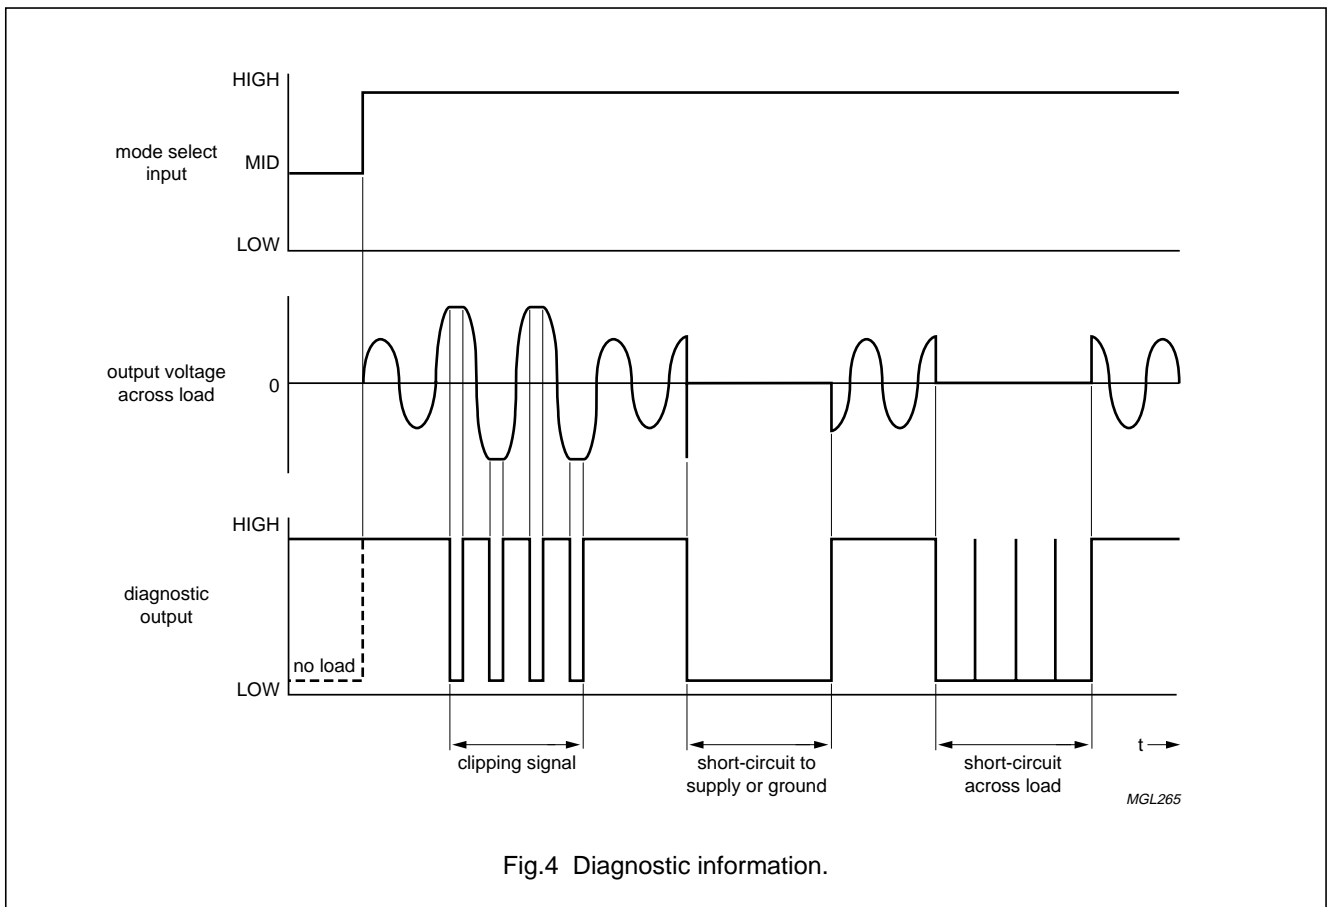 HIGH
mode select
input
MID
LOW
output voltage
across load
0
HIGH
diagnostic
output
no load
LOW
clipping signal
short-circuit to
supply or ground
short-circuit
across load
t
MGL265
Fig.4 Diagnostic information.